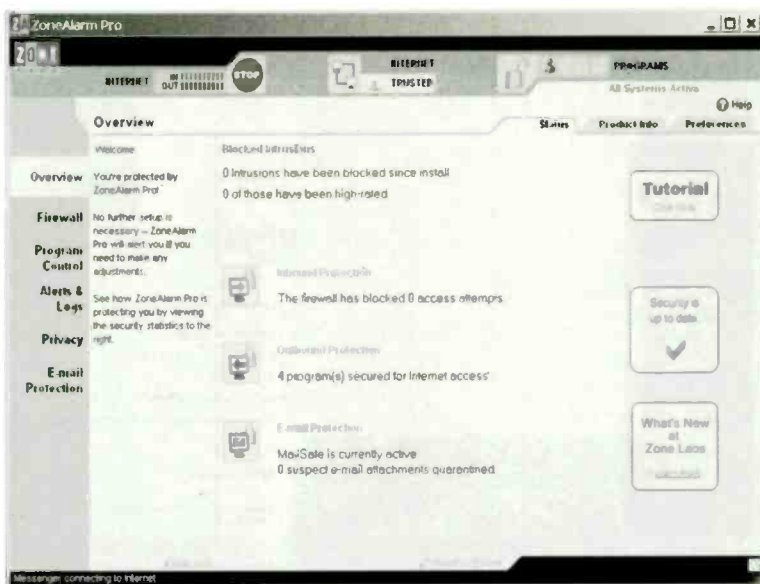 ZoneAlarm Pro
ZONE
INTERNET
IN
OUT
STOP
INTERNET
TRUSTED
PROGRAMS
All Systems Active
Help
Overview
Status Product Info Preferences
Overview
Firewall
Program
Control
Alerts &
Logs
Privacy
E-mail
Protection
Welcome
You're protected by
ZoneAlarm Pro!
No further setup is
necessary – ZoneAlarm
Pro will alert you if you
need to make any
adjustments.
See how ZoneAlarm Pro is
protecting you by viewing
the security statistics to the
right.
Blocked Intrusions
0 Intrusions have been blocked since install
0 of those have been high-rated
Inbound Protection
The firewall has blocked 0 access attempts
Outbound Protection
4 program(s) secured for Internet access
E-mail Protection
MailSafe is currently active
0 suspect e-mail attachments quarantined
Tutorial
Security is
up to date
What's New
at
Zone Labs
Messenger connecting to Internet